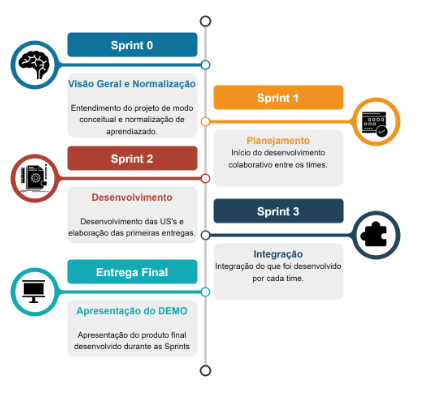 Sprint 0
Visão Geral e Normalização
Entendimento do projeto de modo
conceitual e normalização de
aprendiazado.
Sprint 1
Planejamento
Início do desenvolvimento
colaborativo entre os times.
Sprint 2
Desenvolvimento
Desenvolvimento das US's e
elaboração das primeiras entregas.
Sprint 3
Integração
Integração do que foi desenvolvido
por cada time.
Entrega Final
Apresentação do DEMO
Apresentação do produto final
desenvolvido durante as Sprints